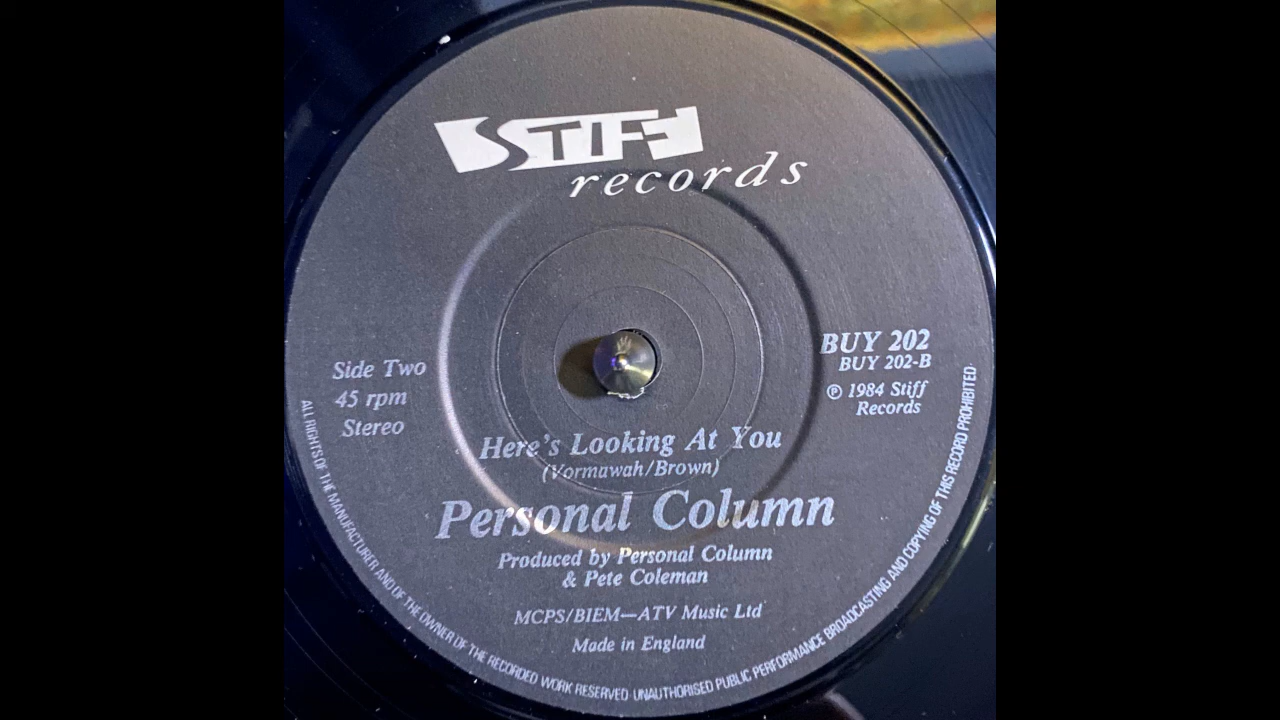 STIFF
records
BUY 202
BUY 202-B
Ⓟ 1984 Stiff
Records
Side Two
45 rpm
Stereo
Here's Looking At You
(Vormawah/Brown)
Personal Column
Produced by Personal Column
& Pete Coleman
MCPS/BIEM—ATV Music Ltd
Made in England
ALL RIGHTS OF THE MANUFACTURER AND OF THE OWNER OF THE RECORDED WORK RESERVED UNAUTHORISED PUBLIC PERFORMANCE BROADCASTING AND COPYING OF THIS RECORD PROHIBITED